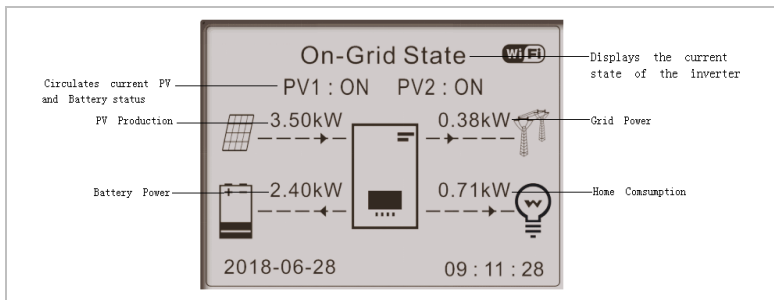 On-Grid State
WiFi
Displays the current
state of the inverter
Circulates current PV
and Battery status
PV1 : ON PV2 : ON
PV Production
3.50kW
0.38kW
Grid Power
Battery Power
2.40kW
0.71kW
Home Comsumption
2018-06-28
09 : 11 : 28